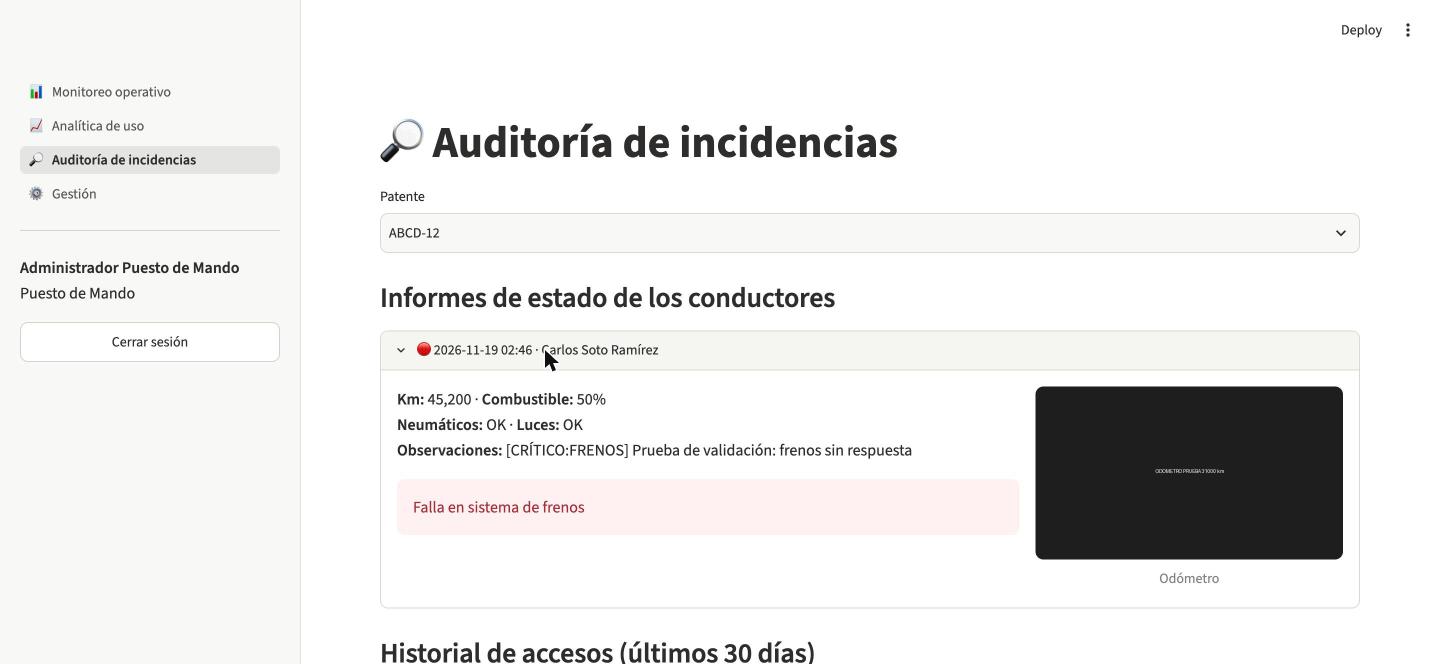 Deploy
Monitoreo operativo
Analítica de uso
Auditoría de incidencias
Gestión
Administrador Puesto de Mando
Puesto de Mando
Cerrar sesión
Auditoría de incidencias
Patente
ABCD-12
Informes de estado de los conductores
2026-11-19 02:46 · Carlos Soto Ramírez
Km: 45,200 · Combustible: 50%
Neumáticos: OK · Luces: OK
Observaciones: [CRÍTICO:FRENOS] Prueba de validación: frenos sin respuesta
Falla en sistema de frenos
ODOMETRO PRUEBA
km
Odómetro
Historial de accesos (últimos 30 días)